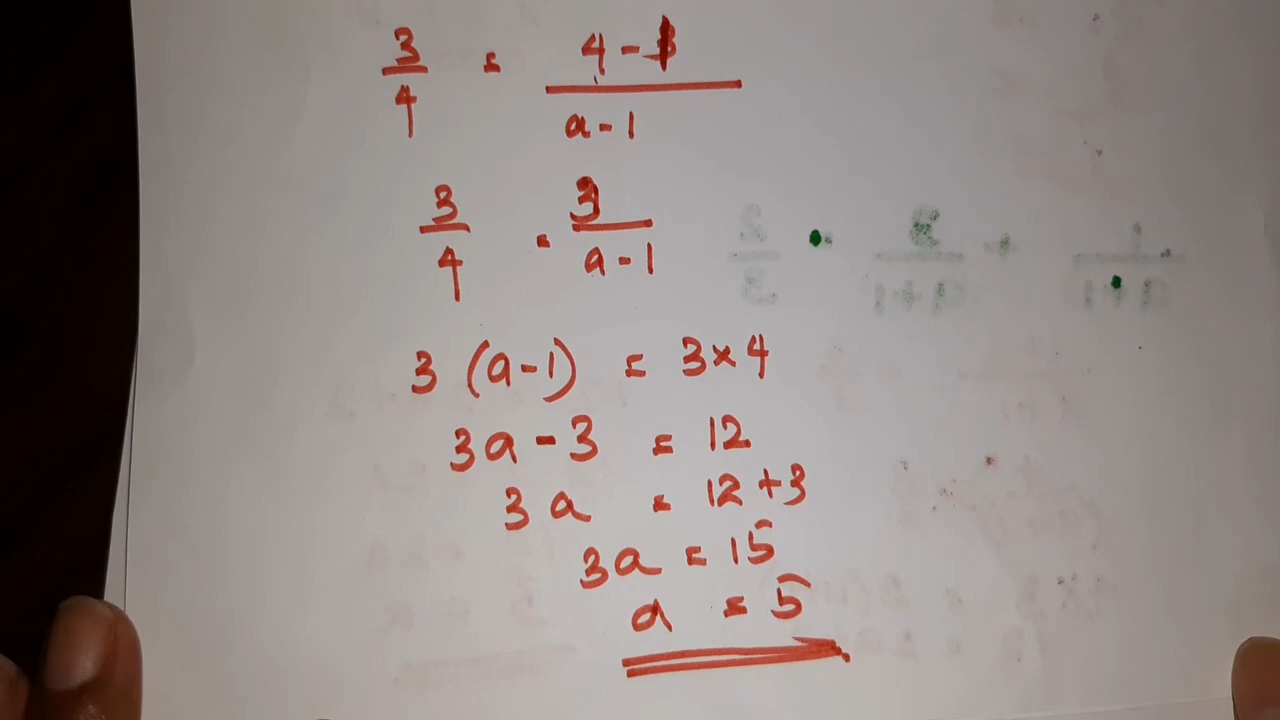 3/4 = 4-1/a-1
3/4 = 3/a-1
3 (a-1) = 3×4
3a-3 = 12
3a = 12+3
3a = 15
a = 5